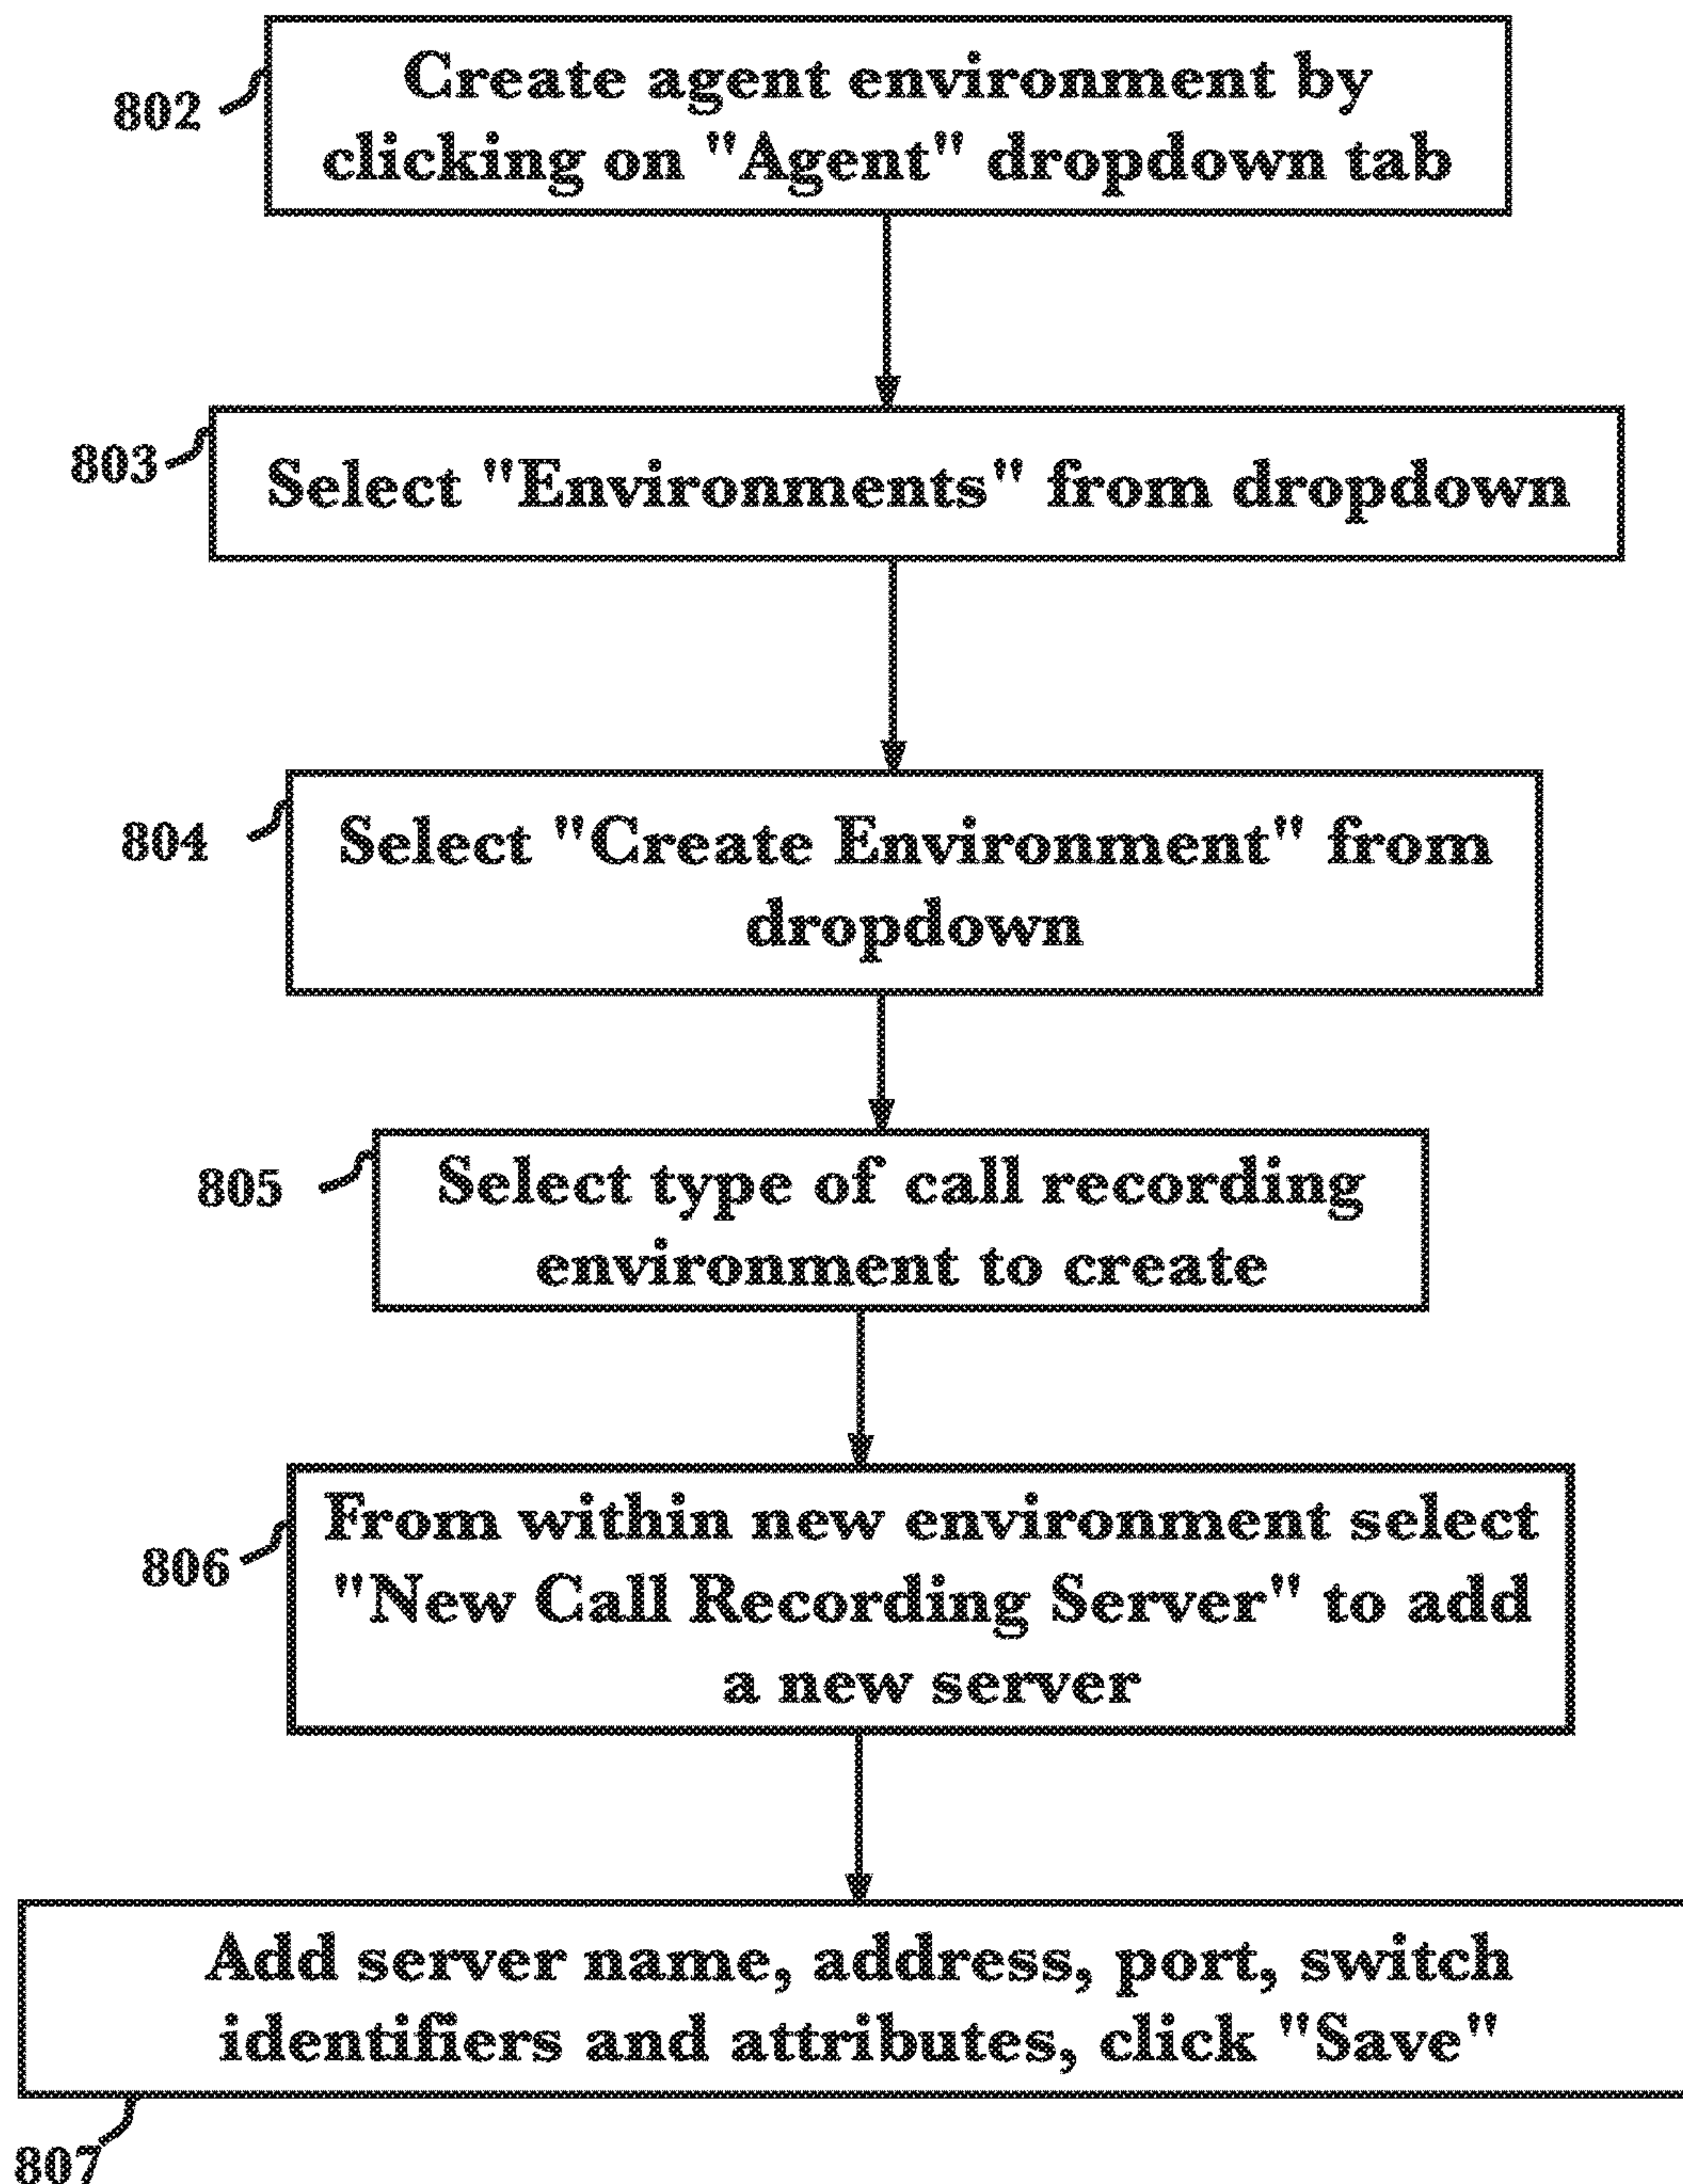 802
Create agent environment by
clicking on "Agent" dropdown tab
803
Select "Environments" from dropdown
804
Select "Create Environment" from
dropdown
805
Select type of call recording
environment to create
806
From within new environment select
"New Call Recording Server" to add
a new server
Add server name, address, port, switch
identifiers and attributes, click "Save"
807